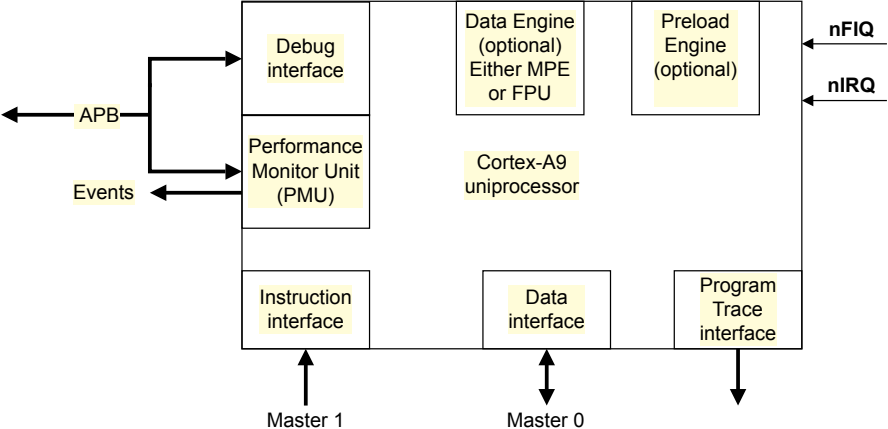 Debug
interface
Data Engine
(optional)
Either MPE
or FPU
Preload
Engine
(optional)
nFIQ
nIRQ
APB
Performance
Monitor Unit
(PMU)
Events
Cortex-A9
uniprocessor
Instruction
interface
Data
interface
Program
Trace
interface
Master 1
Master 0